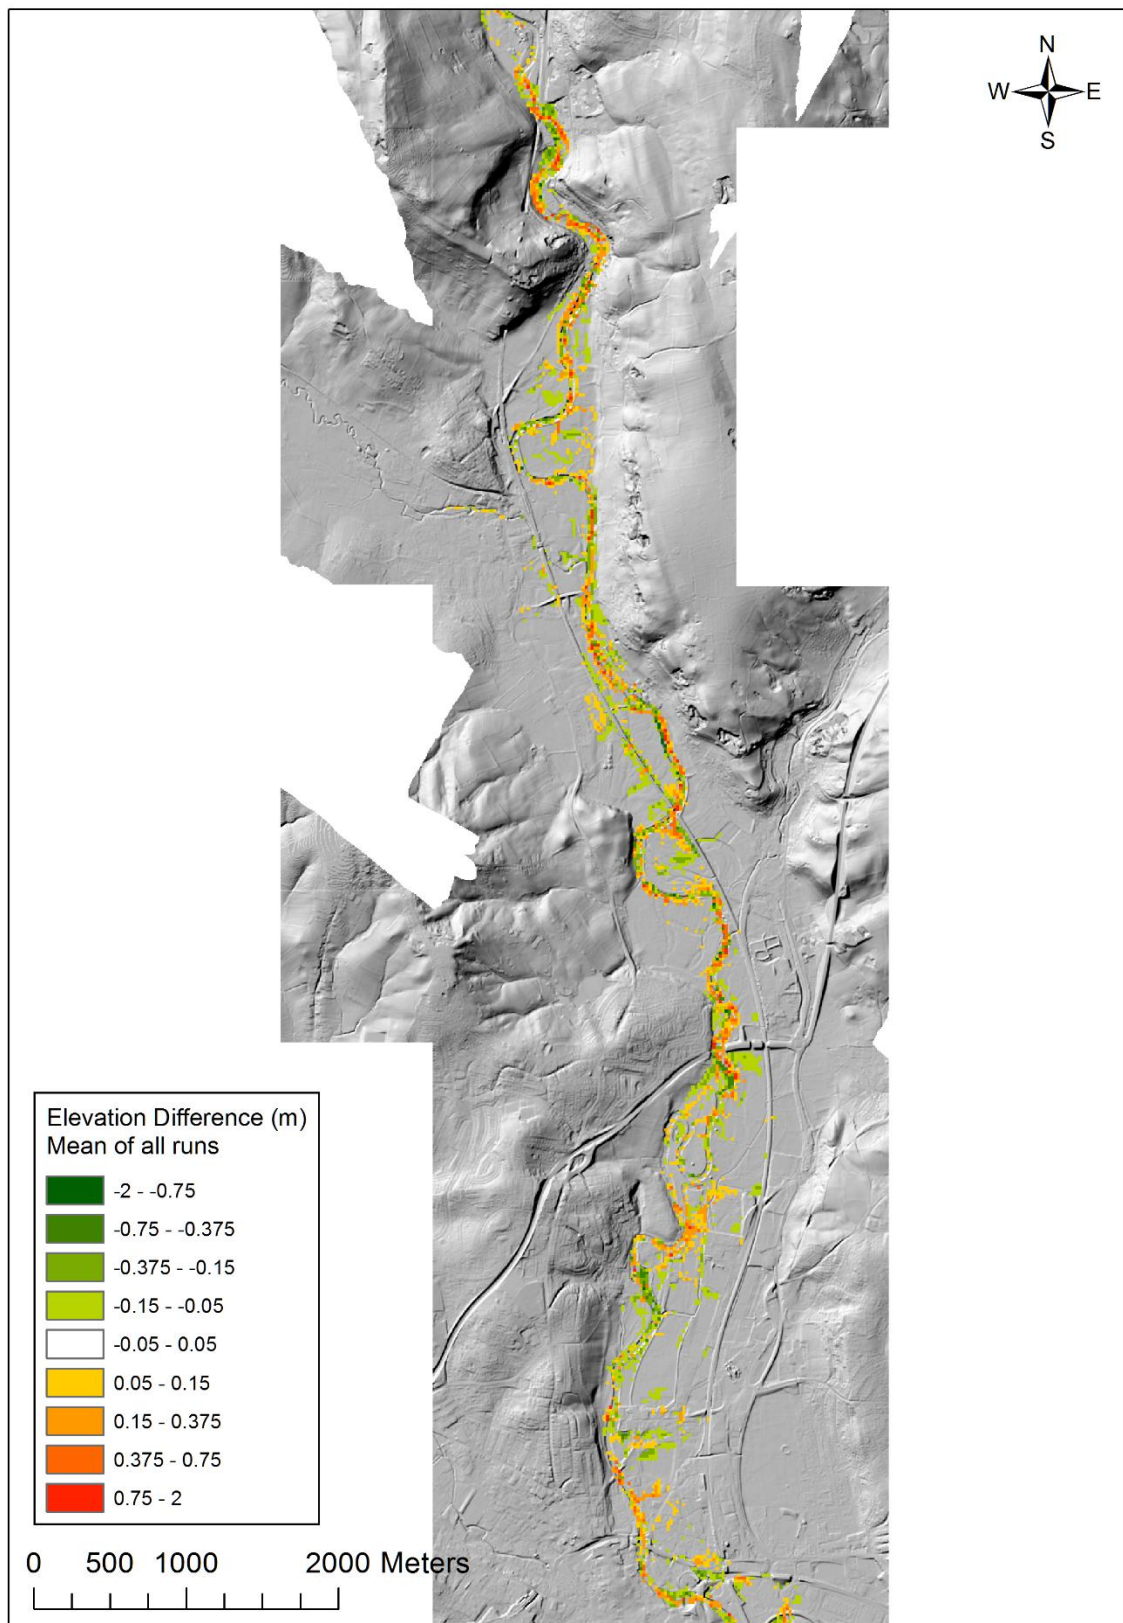 N
W E
S
Elevation Difference (m)
Mean of all runs
-2 - -0.75
-0.75 - -0.375
-0.375 - -0.15
-0.15 - -0.05
-0.05 - 0.05
0.05 - 0.15
0.15 - 0.375
0.375 - 0.75
0.75 - 2
0 500 1000 2000 Meters